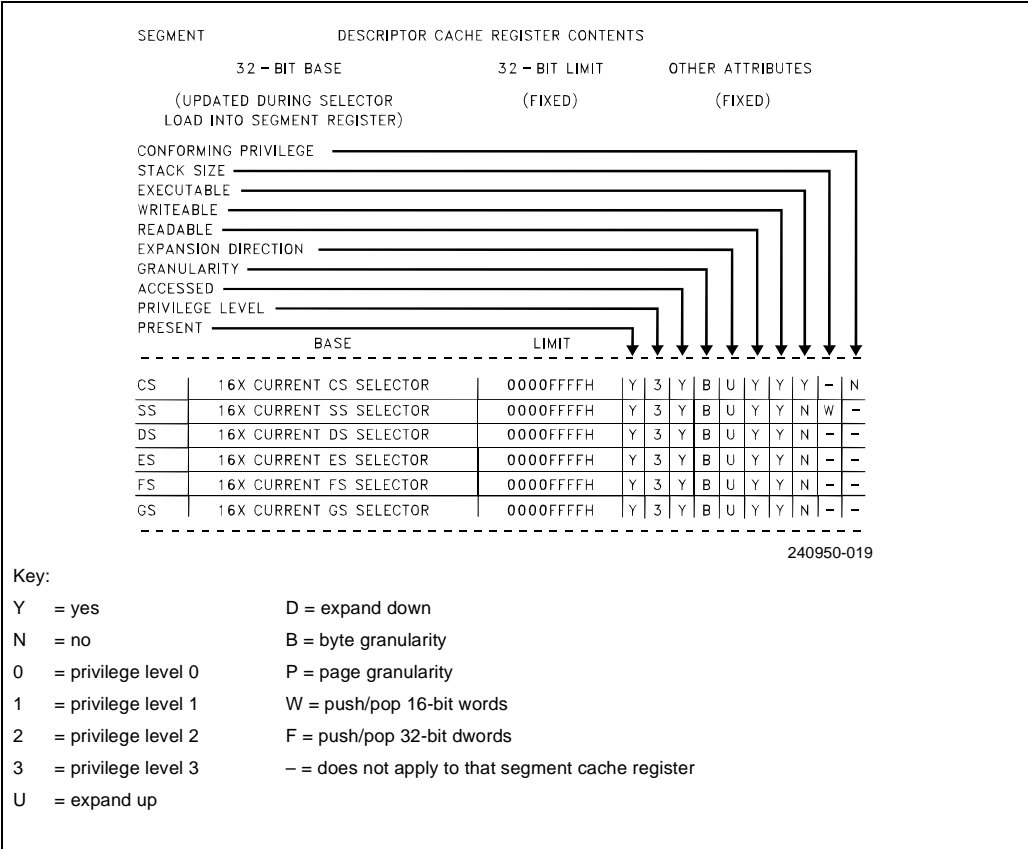 SEGMENT DESCRIPTOR CACHE REGISTER CONTENTS
32 – BIT BASE 32 – BIT LIMIT OTHER ATTRIBUTES
(UPDATED DURING SELECTOR (FIXED) (FIXED)
LOAD INTO SEGMENT REGISTER)
CONFORMING PRIVILEGE
STACK SIZE
EXECUTABLE
WRITEABLE
READABLE
EXPANSION DIRECTION
GRANULARITY
ACCESSED
PRIVILEGE LEVEL
PRESENT
BASE LIMIT
CS 16X CURRENT CS SELECTOR 0000FFFFH Y 3 Y B U Y Y Y – N
SS 16X CURRENT SS SELECTOR 0000FFFFH Y 3 Y B U Y Y N W –
DS 16X CURRENT DS SELECTOR 0000FFFFH Y 3 Y B U Y Y N – –
ES 16X CURRENT ES SELECTOR 0000FFFFH Y 3 Y B U Y Y N – –
FS 16X CURRENT FS SELECTOR 0000FFFFH Y 3 Y B U Y Y N – –
GS 16X CURRENT GS SELECTOR 0000FFFFH Y 3 Y B U Y Y N – –
240950-019
Key:
Y = yes D = expand down
N = no B = byte granularity
0 = privilege level 0 P = page granularity
1 = privilege level 1 W = push/pop 16-bit words
2 = privilege level 2 F = push/pop 32-bit dwords
3 = privilege level 3 – = does not apply to that segment cache register
U = expand up